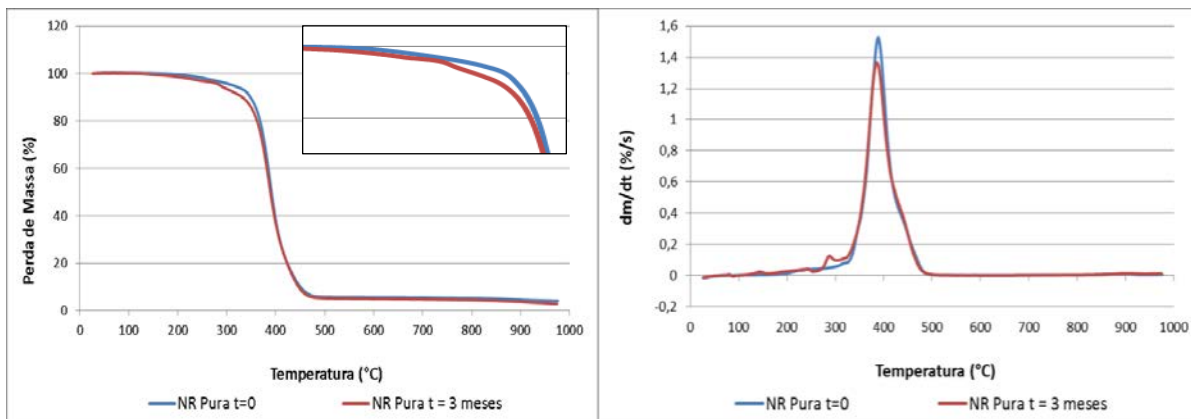 Perda de Massa (%)
120
100
80
60
40
20
0
0 100 200 300 400 500 600 700 800 900 1000
Temperatura (°C)
NR Pura t=0 NR Pura t = 3 meses
dm/dt (%/s)
1,6
1,4
1,2
1
0,8
0,6
0,4
0,2
0
-0,2
0 100 200 300 400 500 600 700 800 900 1000
Temperatura (°C)
NR Pura t=0 NR Pura t = 3 meses